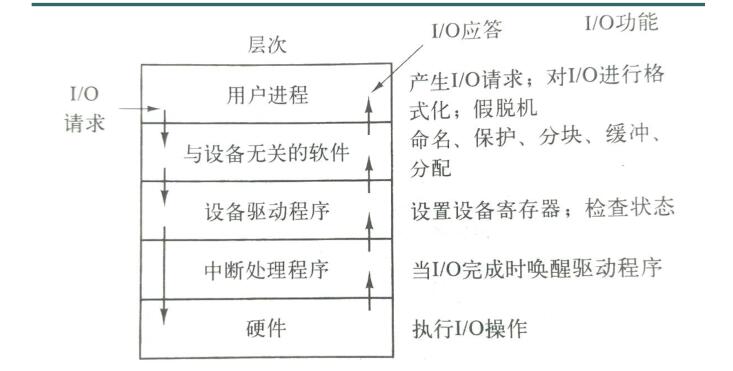 I/O应答
I/O功能
层次
I/O
请求
用户进程
产生I/O请求；对I/O进行格
式化；假脱机
与设备无关的软件
命名、保护、分块、缓冲、
分配
设备驱动程序
设置设备寄存器；检查状态
中断处理程序
当I/O完成时唤醒驱动程序
硬件
执行I/O操作